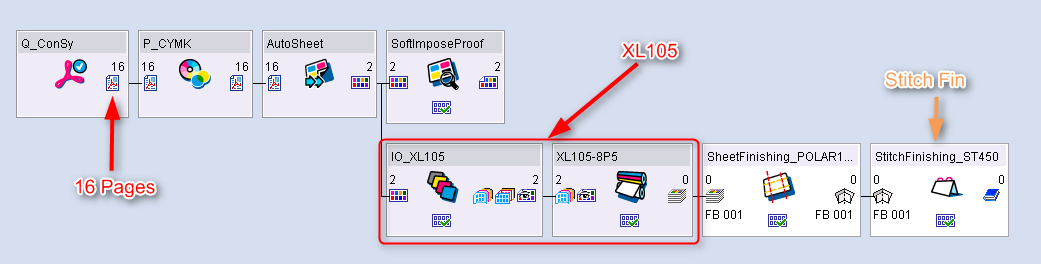 XL105
Q_ConSy
P_CYMK
AutoSheet
SoftImposeProof
16
16
16
16
2
2
2
Stitch Fin
16 Pages
IO_XL105
XL105-8P5
SheetFinishing_POLAR1...
StitchFinishing_ST450
2
2
2
0
0
0
0
0
FB 001
FB 001
FB 001